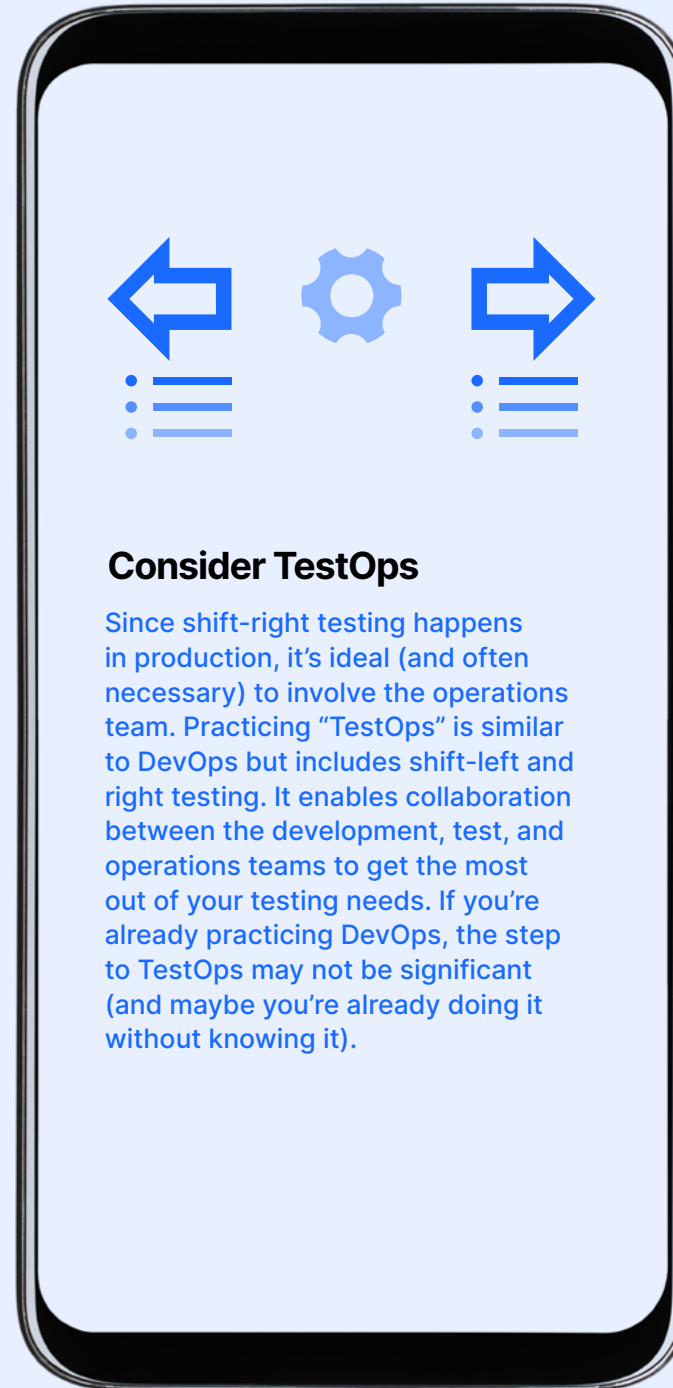 Consider TestOps
Since shift-right testing happens
in production, it’s ideal (and often
necessary) to involve the operations
team. Practicing “TestOps” is similar
to DevOps but includes shift-left and
right testing. It enables collaboration
between the development, test, and
operations teams to get the most
out of your testing needs. If you’re
already practicing DevOps, the step
to TestOps may not be significant
(and maybe you’re already doing it
without knowing it).